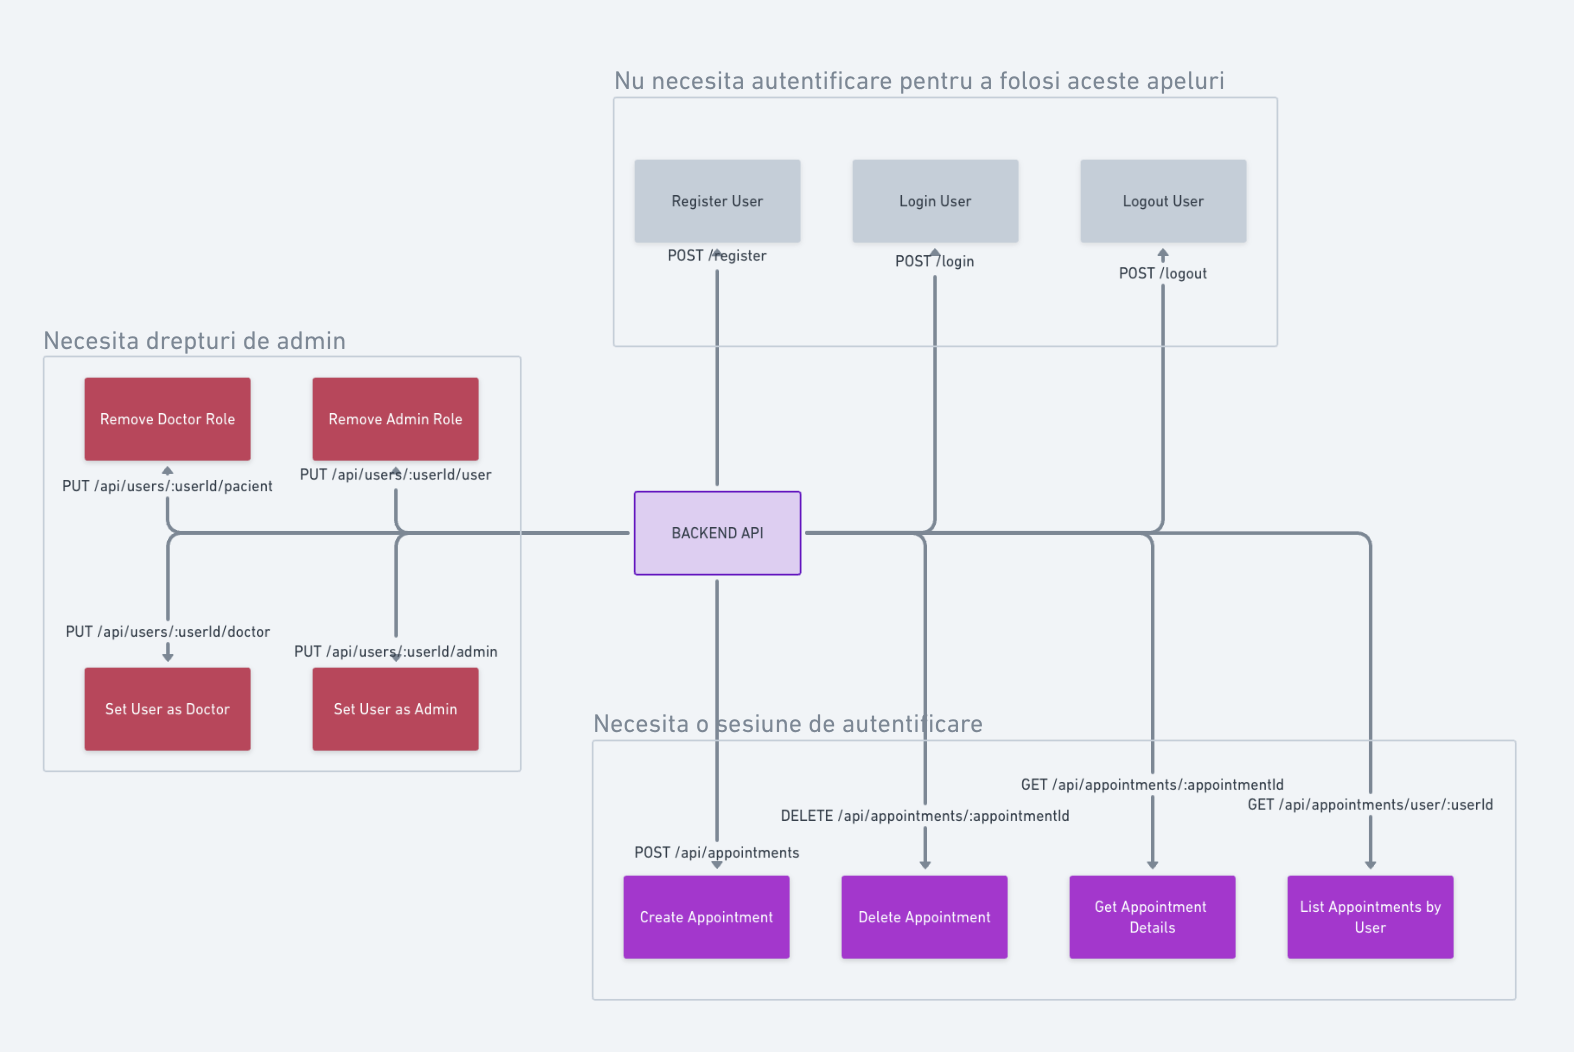 Nu necesita autentificare pentru a folosi aceste apeluri
Register User
Login User
Logout User
POST /register
POST /login
POST /logout
Necesita drepturi de admin
Remove Doctor Role
Remove Admin Role
PUT /api/users/:userId/pacient
PUT /api/users/:userId/user
BACKEND API
PUT /api/users/:userId/doctor
PUT /api/users/:userId/admin
Set User as Doctor
Set User as Admin
Necesita o sesiune de autentificare
POST /api/appointments
DELETE /api/appointments/:appointmentId
GET /api/appointments/:appointmentId
GET /api/appointments/user/:userId
Create Appointment
Delete Appointment
Get Appointment
Details
List Appointments by
User